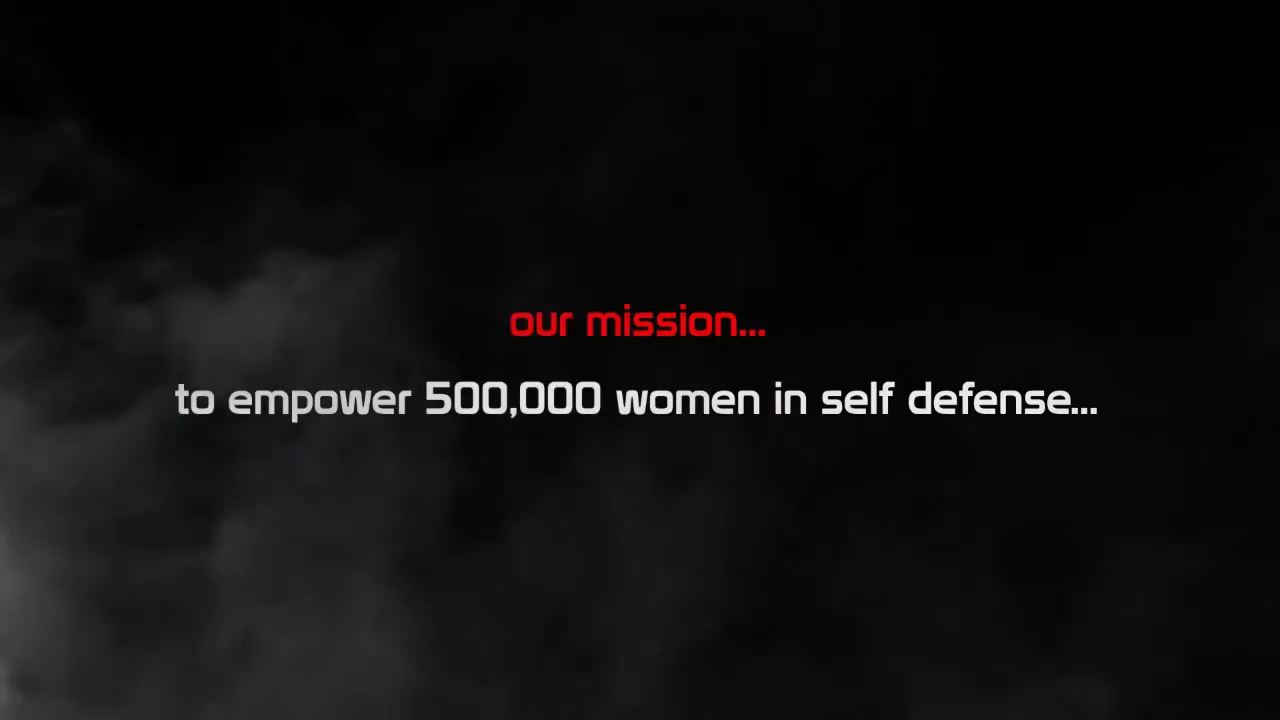 our mission...
to empower 500,000 women in self defense...